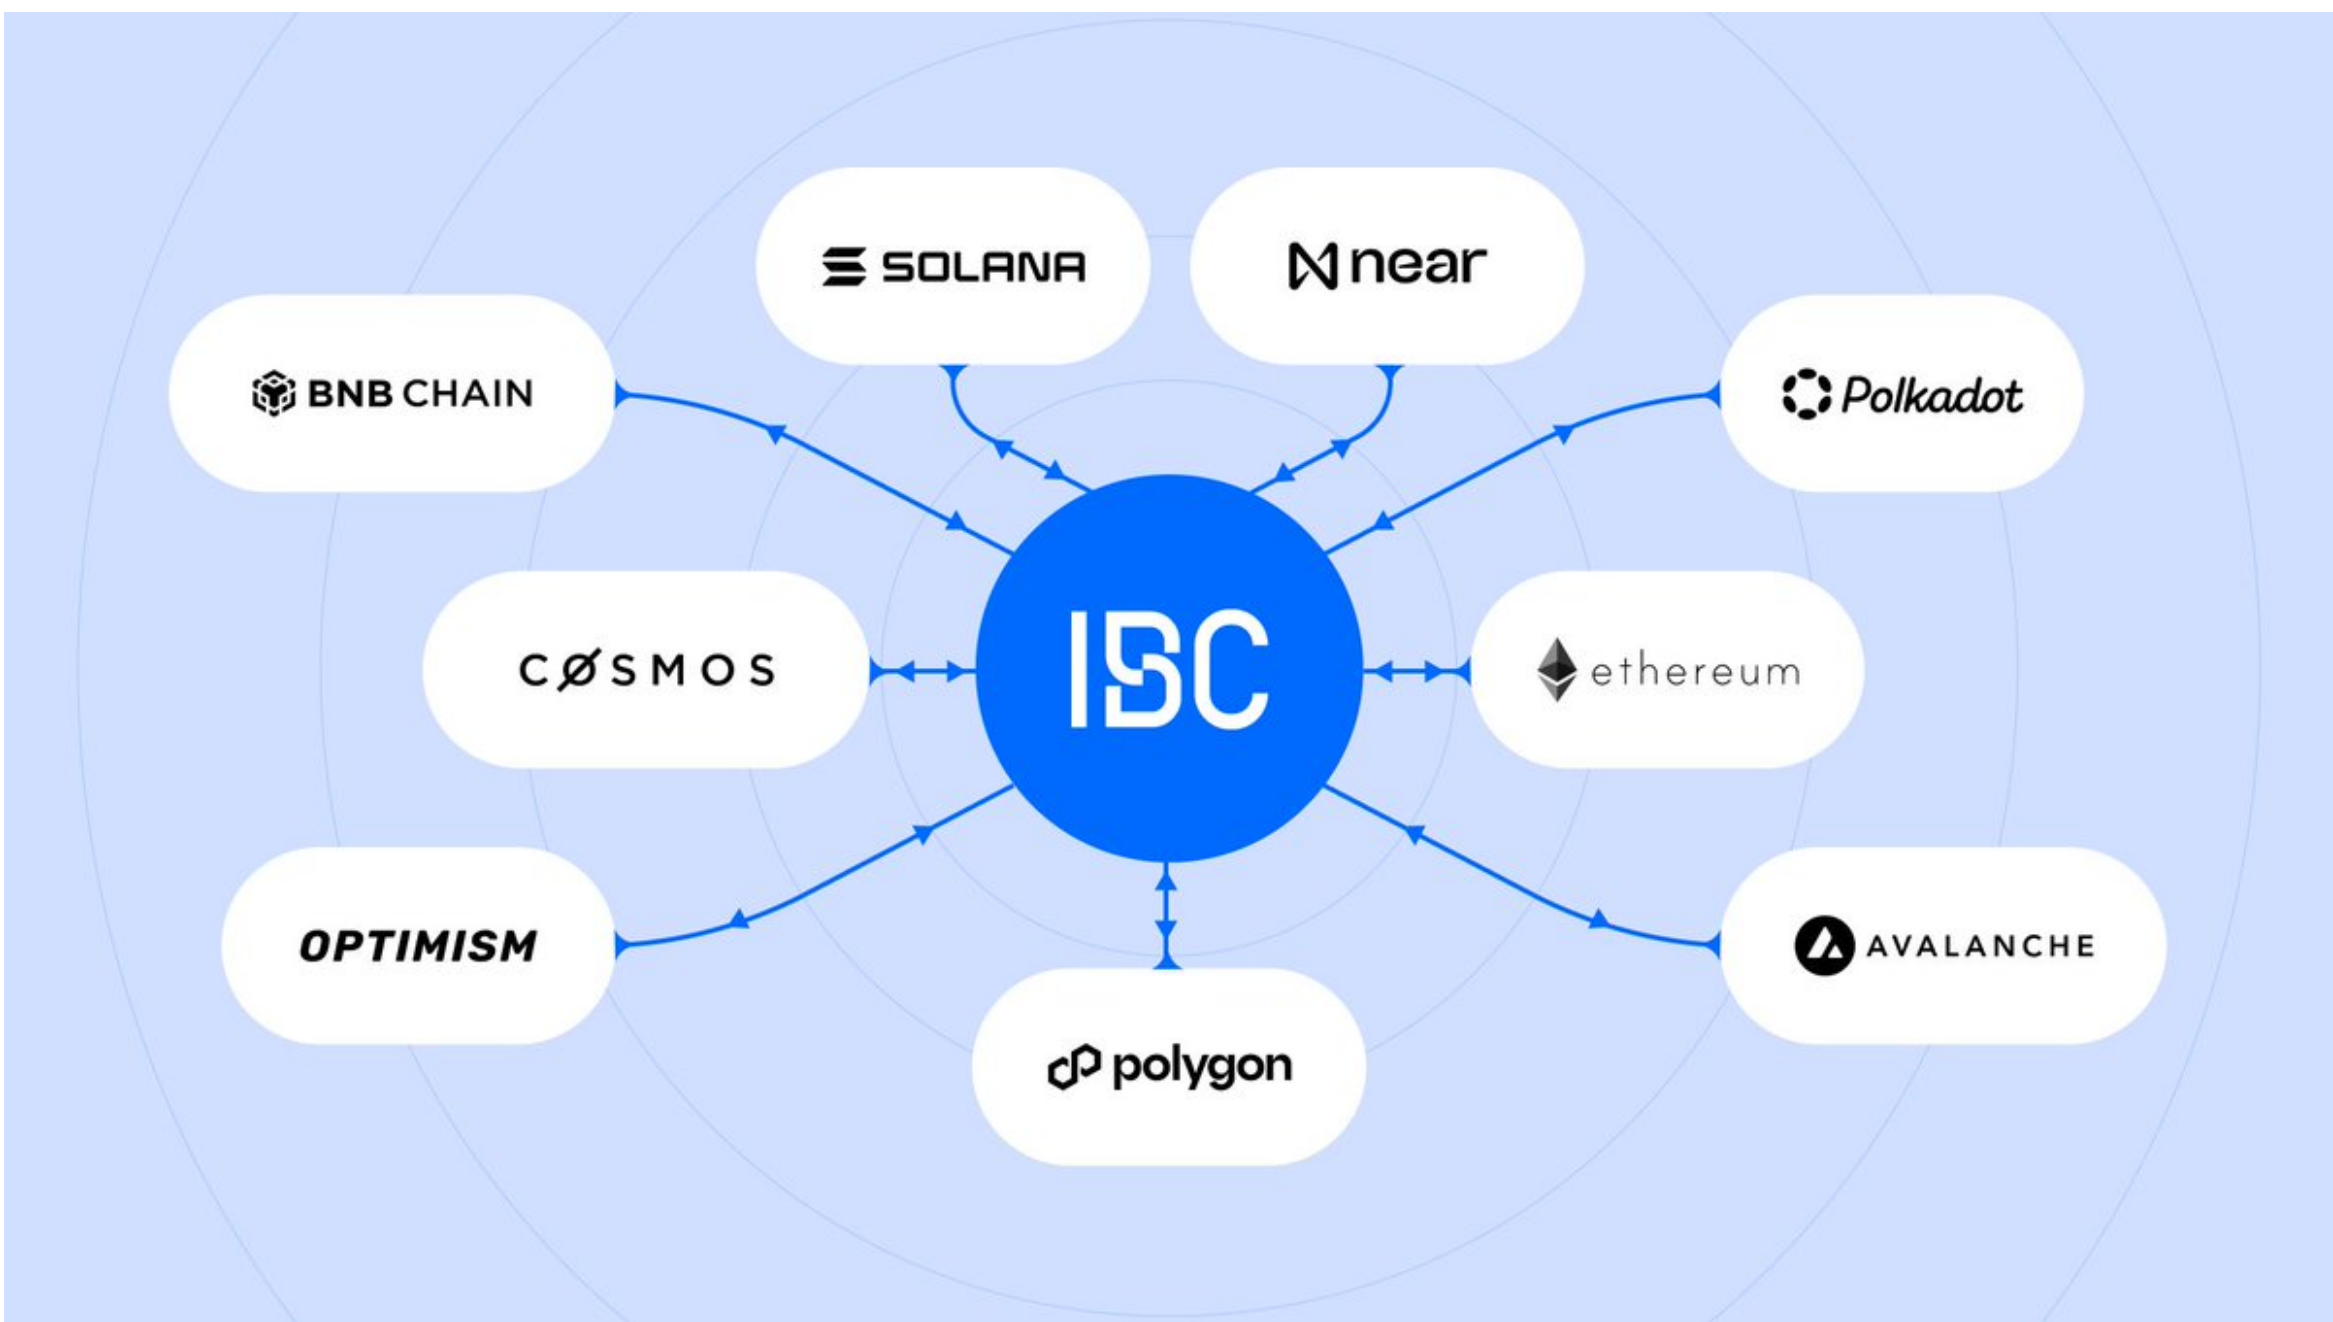 SOLANA
near
BNB CHAIN
Polkadot
COSMOS
IBC
ethereum
OPTIMISM
AVALANCHE
polygon